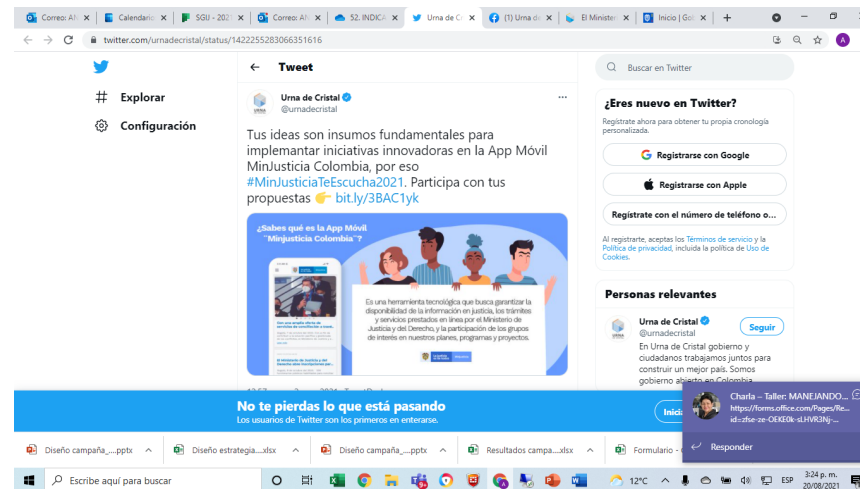 Correo: Al
Calendario
SGU - 2021
Correo: Al
52. INDICA
Urna de C
(1) Urna d
El Minister
Inicio | Go
twitter.com/urnadecristal/status/1422255283066351616
Explorar
Configuración
Tweet
Urna de Cristal
@urnadecristal
Tus ideas son insumos fundamentales para
implemantar iniciativas innovadoras en la App Móvil
MinJusticia Colombia, por eso
#MinJusticiaTeEscucha2021. Participa con tus
propuestas 👉 bit.ly/3BAC1yk
¿Sabes qué es la App Móvil
"Minjusticia Colombia"?
Es una herramienta tecnológica que busca garantizar la
disponibilidad de la información en justicia, los trámites
y servicios prestados en línea por el Ministerio de
Justicia y del Derecho, y la participación de los grupos
de interés en nuestros planes, programas y proyectos.
Buscar en Twitter
¿Eres nuevo en Twitter?
Regístrate ahora para obtener tu propia cronología
personalizada.
Registrarse con Google
Registrarse con Apple
Regístrate con el número de teléfono o...
Al registrarte, aceptas los Términos de servicio y la
Política de privacidad, incluida la política de Uso de
Cookies.
Personas relevantes
Urna de Cristal
@urnadecristal
Seguir
En Urna de Cristal gobierno y
ciudadanos trabajamos juntos para
construir un mejor país. Somos
gobierno abierto en Colombia
No te pierdas lo que está pasando
Los usuarios de Twitter son los primeros en enterarse.
Inicia
Charla – Taller: MANEJANDO...
https://forms.office.com/Pages/Re...
id=zfse-ze-OEKE0k-sLHVR3Nj-...
Responder
Diseño campaña_....pptx
Diseño estrategia....xlsx
Diseño campaña_....pptx
Resultados campa....xlsx
Formulario -
Escribe aquí para buscar
12°C
ESP
3:24 p. m.
20/08/2021